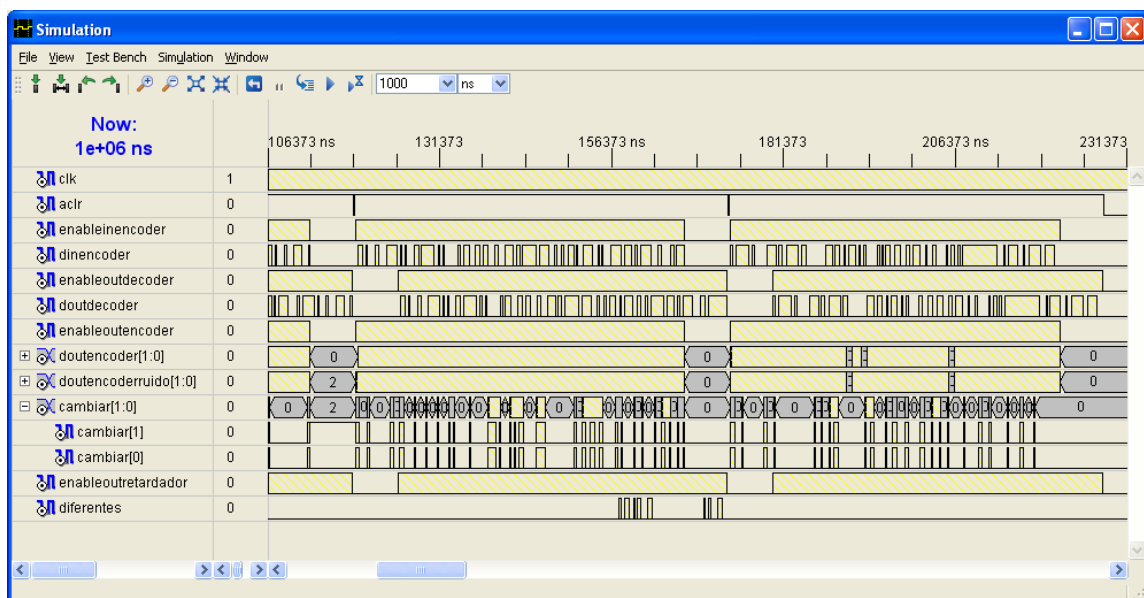 Simulation
File View Test Bench Simulation Window
1000 ns
Now:
1e+06 ns
106373 ns 131373 156373 ns 181373 206373 ns 231373
clk 1
aclr 0
enableinencoder 0
dinencoder 0
enableoutdecoder 0
doutdecoder 0
enableoutencoder 0
doutencoder[1:0] 0 0 0 0
doutencoderruido[1:0] 0 2 0 0
cambiar[1:0] 0 0 2 0 0 0 0 0 0
cambiar[1] 0
cambiar[0] 0
enableoutretardador 0
diferentes 0